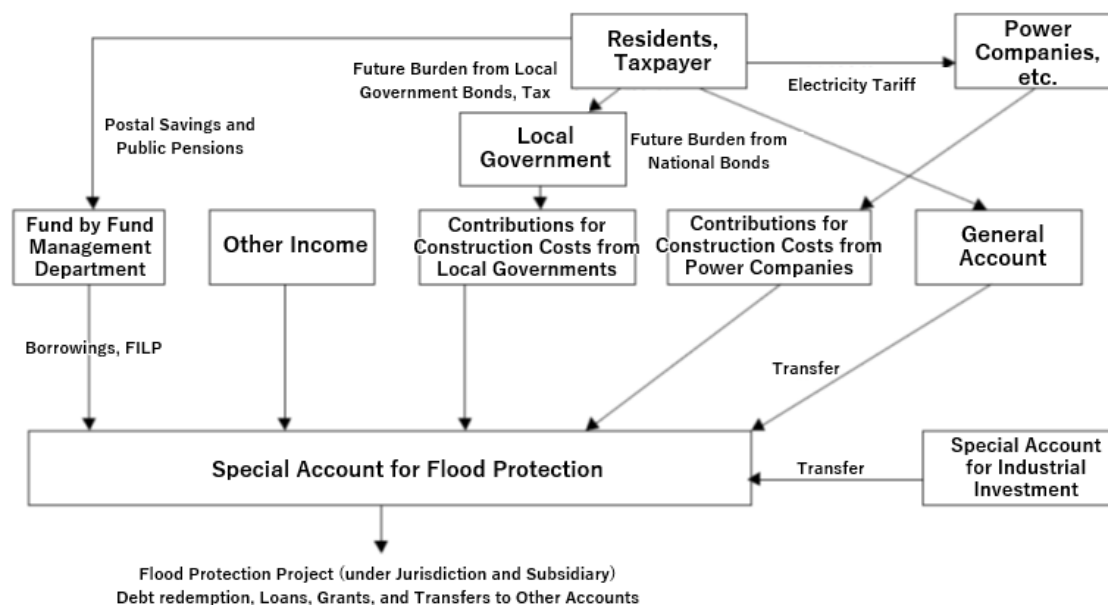 Residents,
Taxpayer
Power
Companies,
etc.
Future Burden from Local
Government Bonds, Tax
Electricity Tariff
Postal Savings and
Public Pensions
Local
Government
Future Burden from
National Bonds
Fund by Fund
Management
Department
Other Income
Contributions for
Construction Costs from
Local Governments
Contributions for
Construction Costs from
Power Companies
General
Account
Borrowings, FILP
Transfer
Special Account for Flood Protection
Transfer
Special Account
for Industrial
Investment
Flood Protection Project (under Jurisdiction and Subsidiary)
Debt redemption, Loans, Grants, and Transfers to Other Accounts